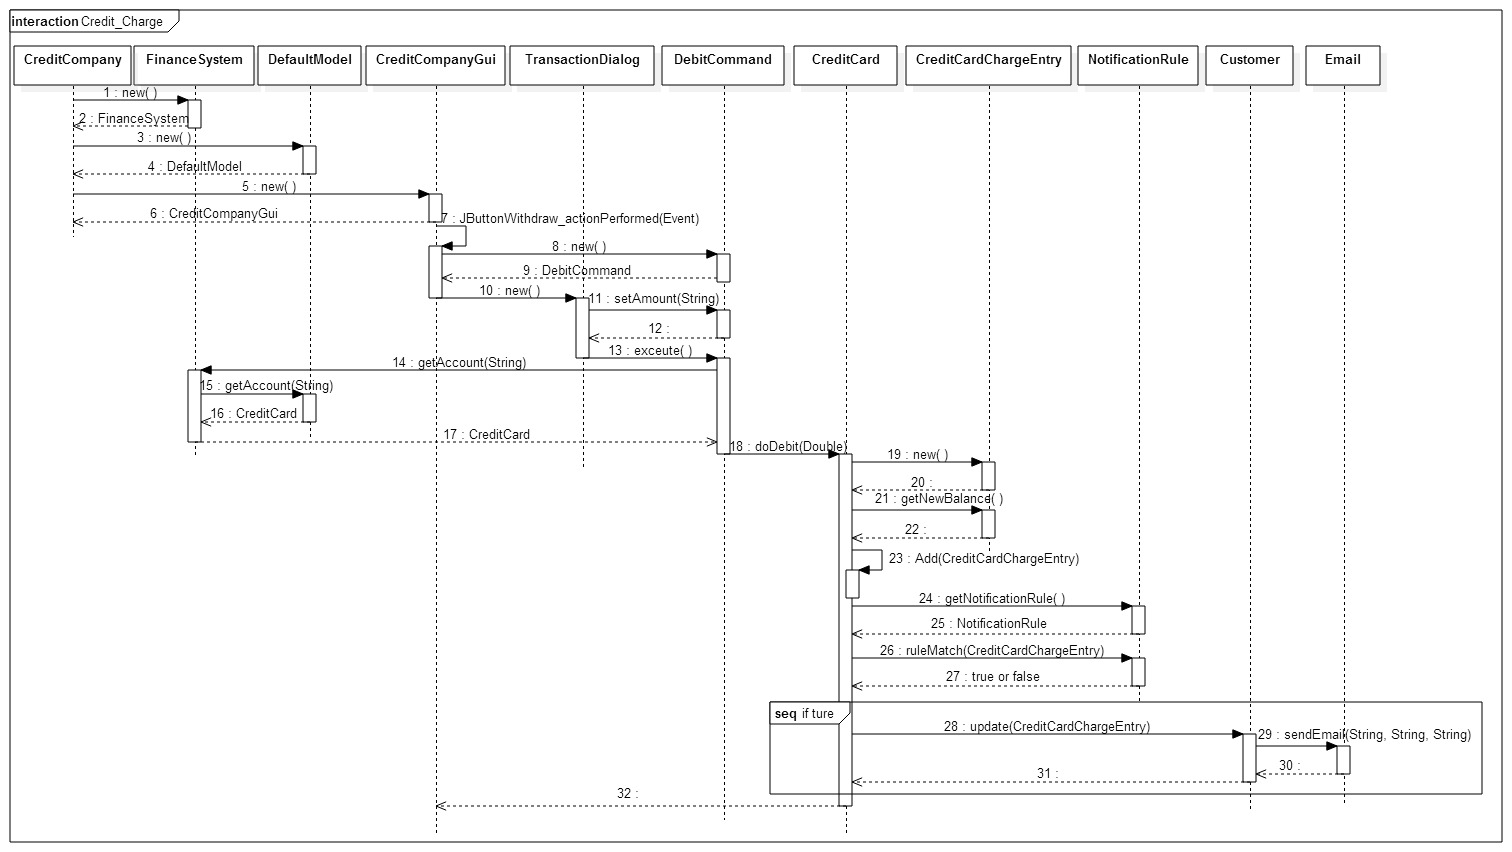 interaction Credit_Charge
CreditCompany FinanceSystem DefaultModel CreditCompanyGui TransactionDialog DebitCommand CreditCard CreditCardChargeEntry NotificationRule Customer Email
1 : new( )
2 : FinanceSystem
3 : new( )
4 : DefaultModel
5 : new( )
6 : CreditCompanyGui
7 : JButtonWithdraw_actionPerformed(Event)
8 : new( )
9 : DebitCommand
10 : new( )
11 : setAmount(String)
12 :
13 : exceute( )
14 : getAccount(String)
15 : getAccount(String)
16 : CreditCard
17 : CreditCard
18 : doDebit(Double)
19 : new( )
20 :
21 : getNewBalance( )
22 :
23 : Add(CreditCardChargeEntry)
24 : getNotificationRule( )
25 : NotificationRule
26 : ruleMatch(CreditCardChargeEntry)
27 : true or false
seq if ture
28 : update(CreditCardChargeEntry)
29 : sendEmail(String, String, String)
30 :
31 :
32 :